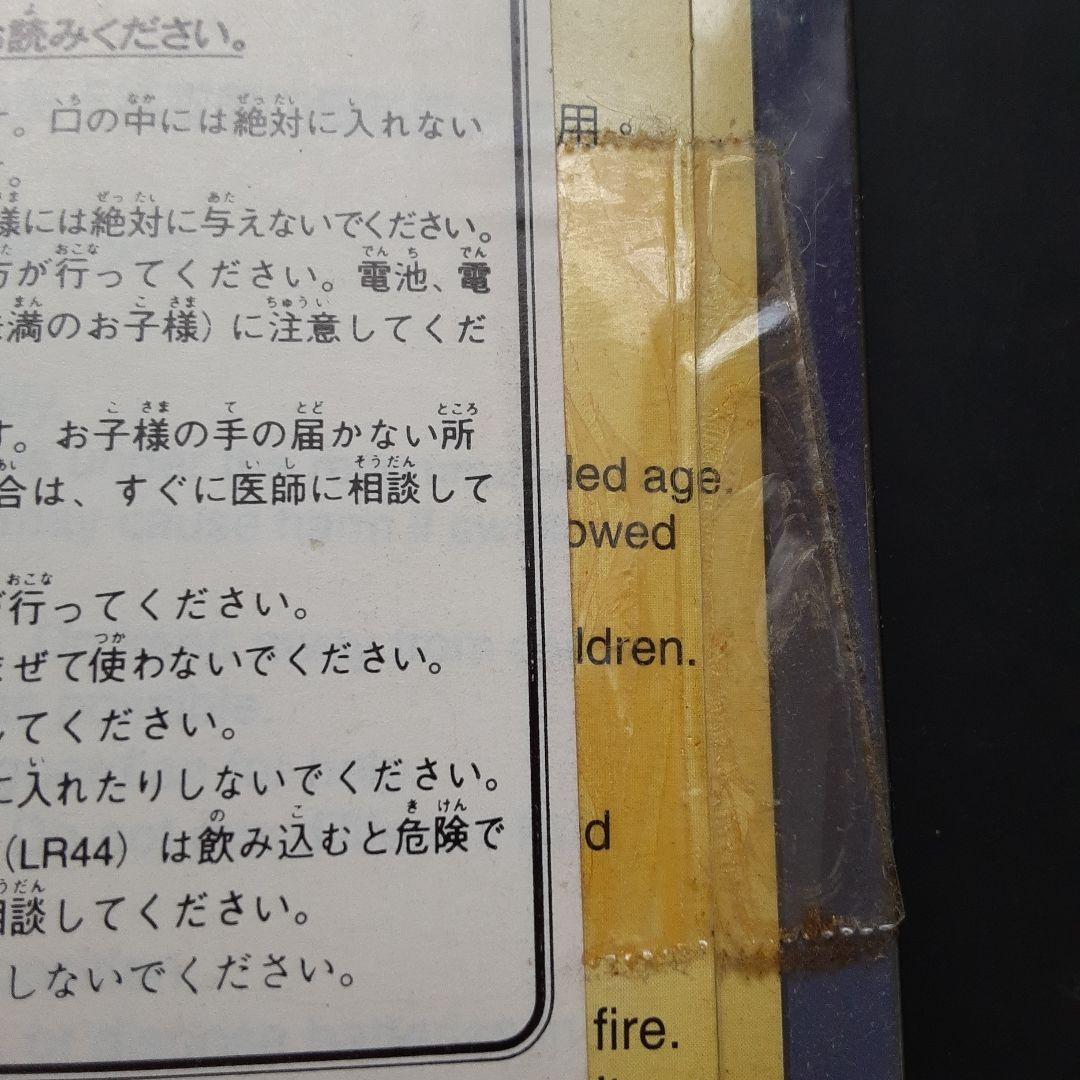 お読みください。
す。口の中には絶対に入れない
用。
。
様には絶対に与えないでください。
方が行ってください。電池、電
未満のお子様)に注意してくだ
す。お子様の手の届かない所
合は、すぐに医師に相談して
led age.
owed
が行ってください。
まぜて使わないでください。
ldren.
してください。
に入れたりしないでください。
(LR44)は飲み込むと危険で
d
相談してください。
しないでください。
fire.